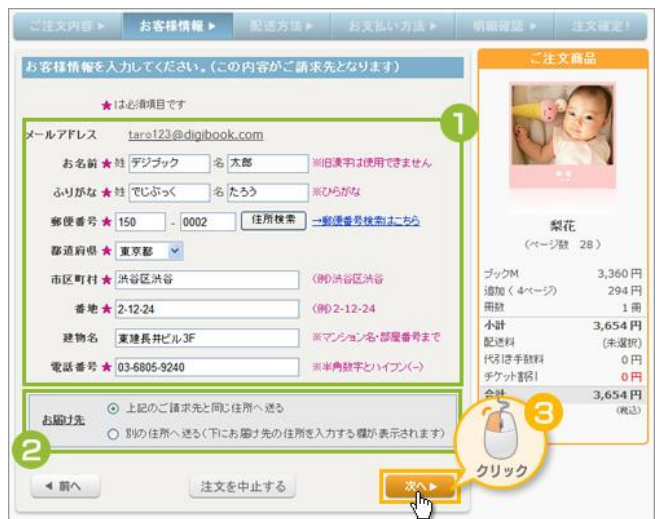 ご注文内容 ▶ お客様情報 ▶ 配送方法 ▶ お支払い方法 ▶ 明細確認 ▶ 注文確定!
お客様情報を入力してください。(この内容がご請求先となります)
★は必須項目です
1
メールアドレス taro123@digibook.com
お名前 ★ 姓 デジブック 名 太郎 ※旧漢字は使用できません
ふりがな ★ 姓 でじぶっく 名 たろう ※ひらがな
郵便番号 ★ 150 - 0002 住所検索 →郵便番号検索はこちら
都道府県 ★ 東京都
市区町村 ★ 渋谷区渋谷 (例)渋谷区渋谷
番地 ★ 2-12-24 (例)2-12-24
建物名 東建長井ビル3F ※マンション名・部屋番号まで
電話番号 ★ 03-6805-9240 ※半角数字とハイフン(-)
2
お届け先
上記のご請求先と同じ住所へ送る
別の住所へ送る(下にお届け先の住所を入力する欄が表示されます)
◀ 前へ 注文を中止する 次へ ▶
3
クリック
ご注文商品
梨花
(ページ数 28)
ブックM 3,360 円
追加( 4ページ) 294 円
冊数 1 冊
小計 3,654 円
配送料 (未選択)
代引き手数料 0 円
チケット割引 0 円
合計 3,654 円
(税込)